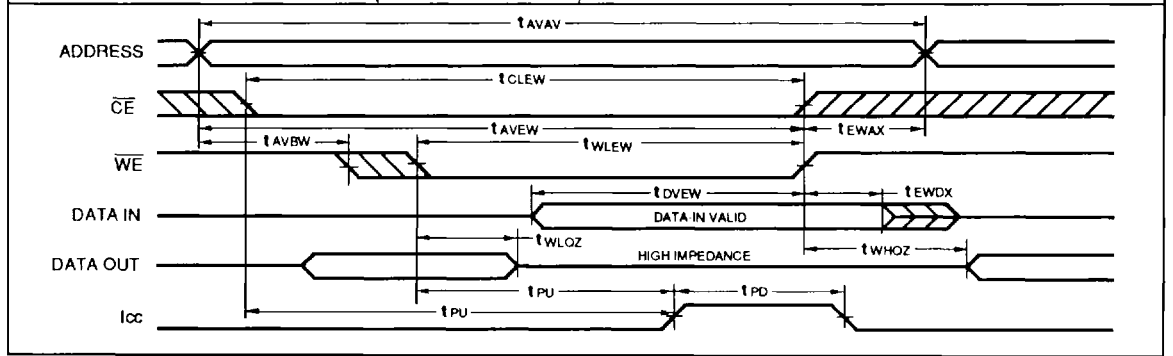 tAVAV
ADDRESS
tCLEW
CE
tAVEW
tEWAX
tAVBW
tWLEW
WE
tDVEW
tEWDX
DATA IN
DATA-IN VALID
tWLQZ
tWHOZ
DATA OUT
HIGH IMPEDANCE
tPU
tPD
tPU
Icc